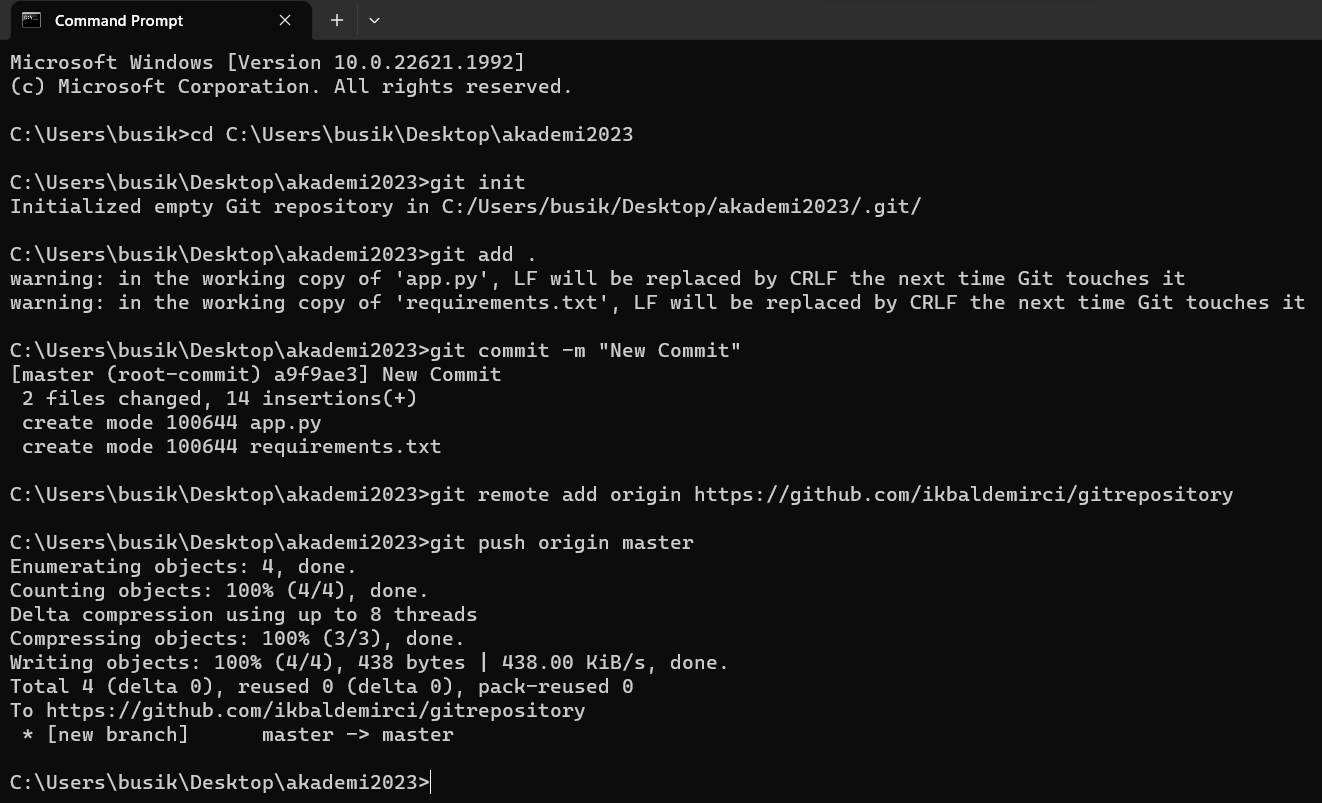 Command Prompt
Microsoft Windows [Version 10.0.22621.1992]
(c) Microsoft Corporation. All rights reserved.
C:\Users\busik>cd C:\Users\busik\Desktop\akademi2023
C:\Users\busik\Desktop\akademi2023>git init
Initialized empty Git repository in C:/Users/busik/Desktop/akademi2023/.git/
C:\Users\busik\Desktop\akademi2023>git add .
warning: in the working copy of 'app.py', LF will be replaced by CRLF the next time Git touches it
warning: in the working copy of 'requirements.txt', LF will be replaced by CRLF the next time Git touches it
C:\Users\busik\Desktop\akademi2023>git commit -m "New Commit"
[master (root-commit) a9f9ae3] New Commit
 2 files changed, 14 insertions(+)
 create mode 100644 app.py
 create mode 100644 requirements.txt
C:\Users\busik\Desktop\akademi2023>git remote add origin https://github.com/ikbaldemirci/gitrepository
C:\Users\busik\Desktop\akademi2023>git push origin master
Enumerating objects: 4, done.
Counting objects: 100% (4/4), done.
Delta compression using up to 8 threads
Compressing objects: 100% (3/3), done.
Writing objects: 100% (4/4), 438 bytes | 438.00 KiB/s, done.
Total 4 (delta 0), reused 0 (delta 0), pack-reused 0
To https://github.com/ikbaldemirci/gitrepository
 * [new branch]      master -> master
C:\Users\busik\Desktop\akademi2023>